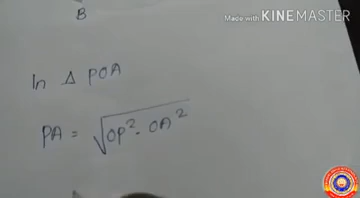 Made with KINEMASTER
B
In Δ POA
PA = √OP² - OA²